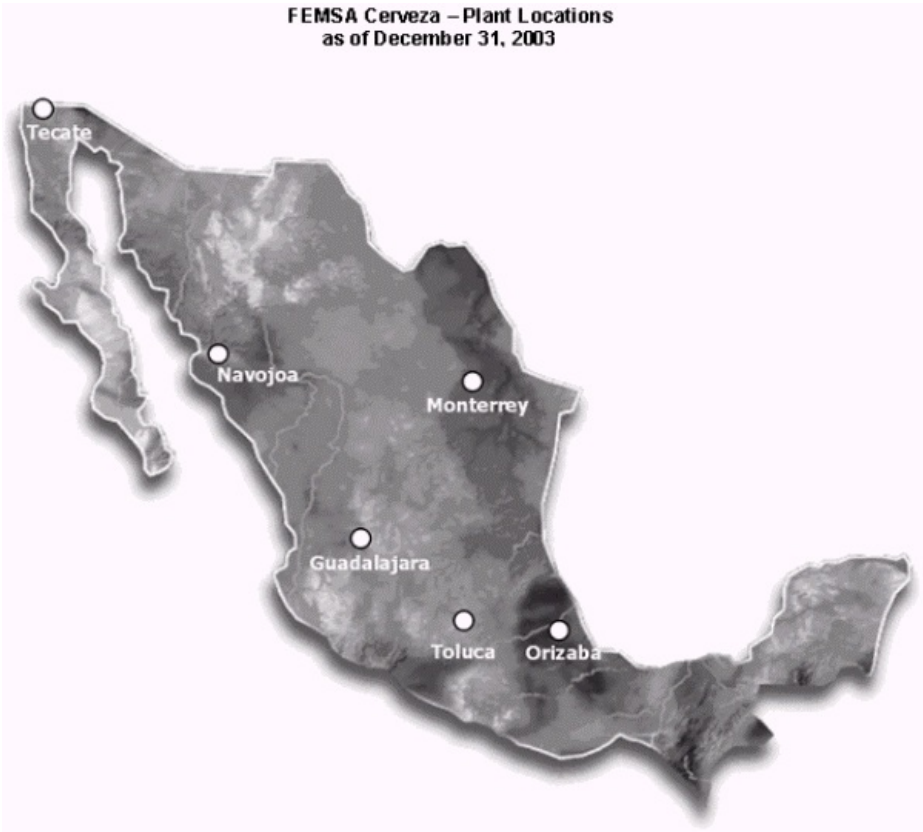 FEMSA Cerveza – Plant Locations
as of December 31, 2003
Tecate
Navojoa
Monterrey
Guadalajara
Toluca
Orizaba